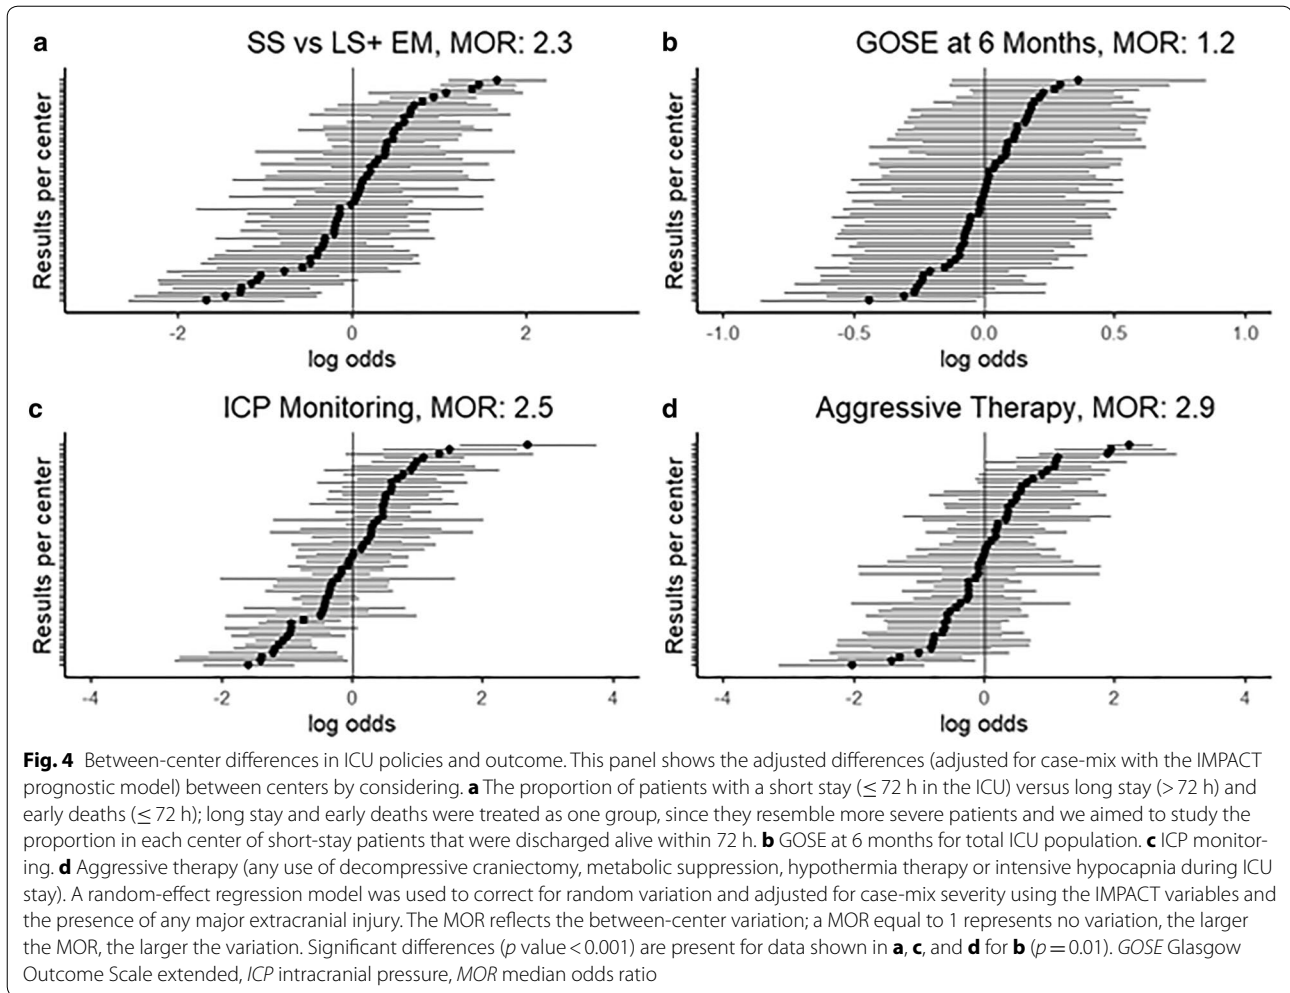 a
SS vs LS+ EM, MOR: 2.3
Results per center
-2 0 2
log odds
b
GOSE at 6 Months, MOR: 1.2
Results per center
-1.0 -0.5 0.0 0.5 1.0
log odds
c
ICP Monitoring, MOR: 2.5
Results per center
-4 -2 0 2 4
log odds
d
Aggressive Therapy, MOR: 2.9
Results per center
-4 -2 0 2 4
log odds
Fig. 4 Between-center differences in ICU policies and outcome. This panel shows the adjusted differences (adjusted for case-mix with the IMPACT
prognostic model) between centers by considering. a The proportion of patients with a short stay (≤ 72 h in the ICU) versus long stay (> 72 h) and
early deaths (≤ 72 h); long stay and early deaths were treated as one group, since they resemble more severe patients and we aimed to study the
proportion in each center of short-stay patients that were discharged alive within 72 h. b GOSE at 6 months for total ICU population. c ICP monitor-
ing. d Aggressive therapy (any use of decompressive craniectomy, metabolic suppression, hypothermia therapy or intensive hypocapnia during ICU
stay). A random-effect regression model was used to correct for random variation and adjusted for case-mix severity using the IMPACT variables and
the presence of any major extracranial injury. The MOR reflects the between-center variation; a MOR equal to 1 represents no variation, the larger
the MOR, the larger the variation. Significant differences (p value < 0.001) are present for data shown in a, c, and d for b (p = 0.01). GOSE Glasgow
Outcome Scale extended, ICP intracranial pressure, MOR median odds ratio